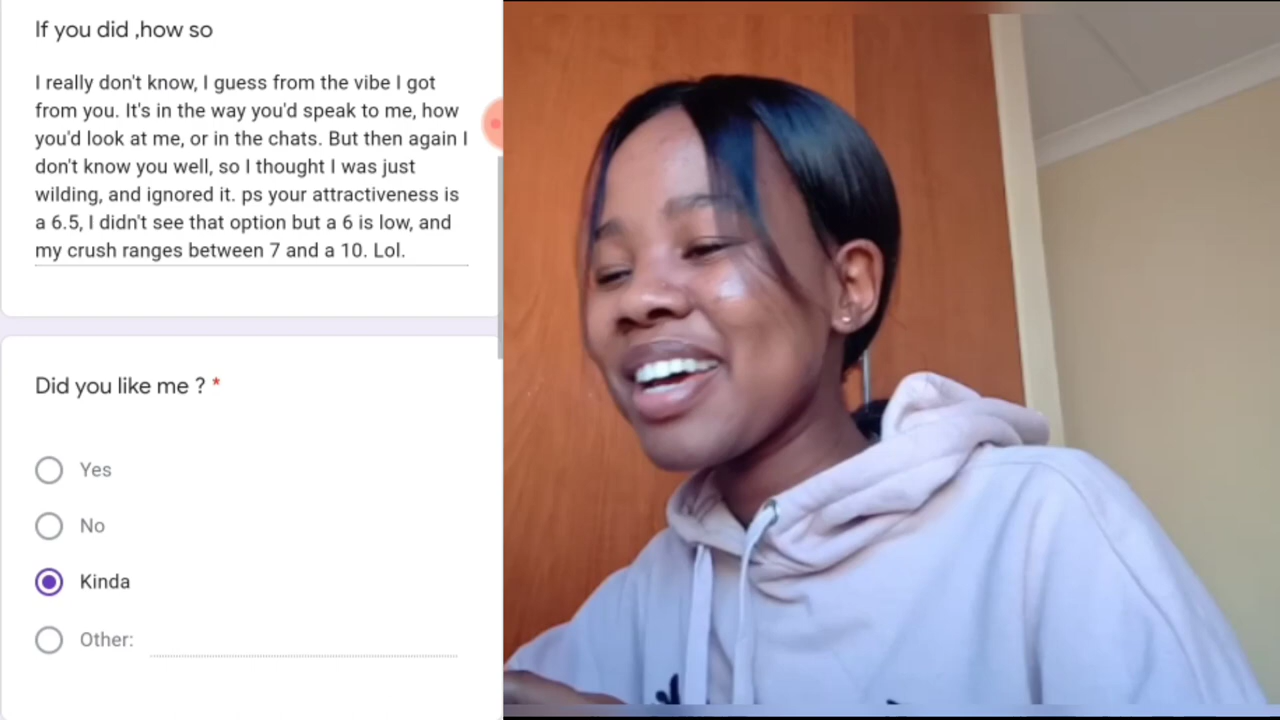 If you did ,how so
I really don't know, I guess from the vibe I got
from you. It's in the way you'd speak to me, how
you'd look at me, or in the chats. But then again I
don't know you well, so I thought I was just
wilding, and ignored it. ps your attractiveness is
a 6.5, I didn't see that option but a 6 is low, and
my crush ranges between 7 and a 10. Lol.
Did you like me ? *
Yes
No
Kinda
Other: